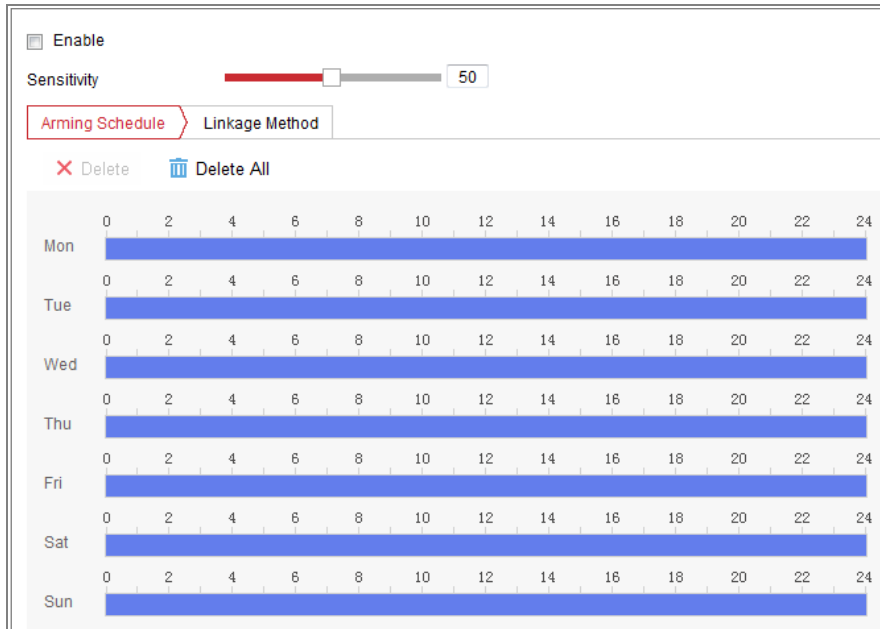 Enable
Sensitivity 50
Arming Schedule Linkage Method
Delete Delete All
0 2 4 6 8 10 12 14 16 18 20 22 24
Mon
0 2 4 6 8 10 12 14 16 18 20 22 24
Tue
0 2 4 6 8 10 12 14 16 18 20 22 24
Wed
0 2 4 6 8 10 12 14 16 18 20 22 24
Thu
0 2 4 6 8 10 12 14 16 18 20 22 24
Fri
0 2 4 6 8 10 12 14 16 18 20 22 24
Sat
0 2 4 6 8 10 12 14 16 18 20 22 24
Sun